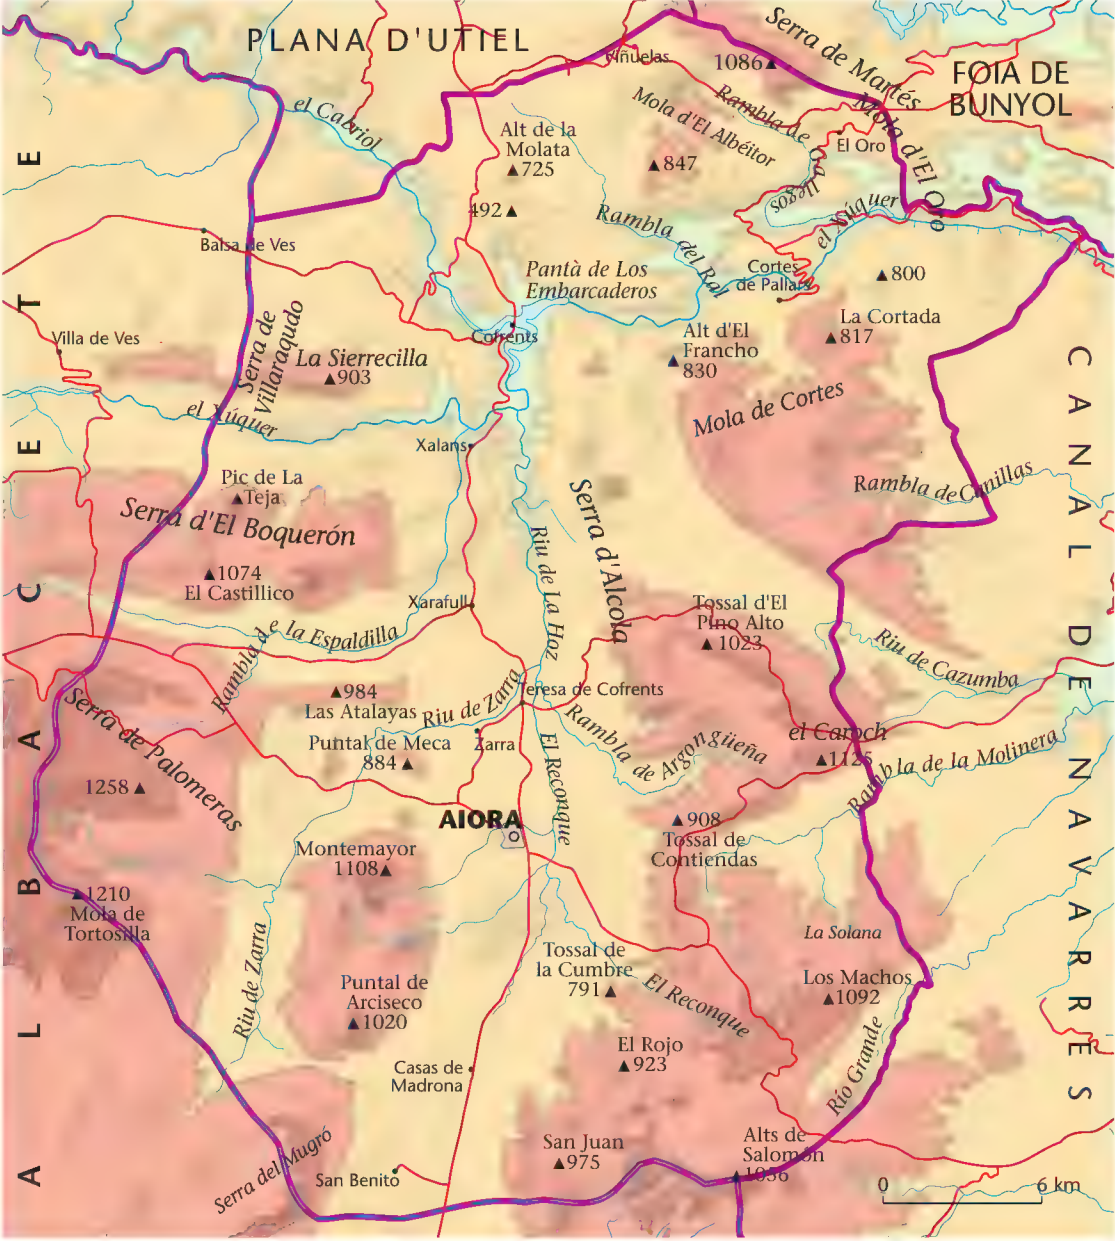 PLANA D'UTIEL
Serra de Martés
Viñuelas
1086
FOIA DE
BUNYOL
el Cabriol
Mola d'El Albéitor
Rambla de Gallegos
Mola d'El Oro
Alt de la
Molata
725
847
El Oro
492
Rambla del Ral
el Xúquer
Balsa de Ves
Pantà de Los
Embarcaderos
Cortes
de Pallars
800
Villa de Ves
Serra de
Villaraqudo
La Sierrecilla
903
Cofrents
Alt d'El
Francho
830
La Cortada
817
el Xúquer
Mola de Cortes
Xalans
Pic de La
Teja
Rambla de Cunillas
Serra d'El Boquerón
Serra d'Alcola
Riu de La Hoz
1074
El Castillico
Xarafull
Tossal d'El
Pino Alto
1023
Rambla de la Espaldilla
Riu de Cazumba
984
Las Atalayas
Riu de Zarra
Teresa de Cofrents
Serra de Palomeras
Puntal de Meca
884
Zarra
El Reconque
Rambla de Argongüeña
el Caroch
1125
Rambla de la Molinera
1258
AIORA
908
Tossal de
Contiendas
Montemayor
1108
1210
Mola de
Tortosilla
Riu de Zarra
La Solana
Tossal de
la Cumbre
791
El Reconque
Los Machos
1092
Puntal de
Arciseco
1020
El Rojo
923
Río Grande
Casas de
Madrona
Serra del Mugró
San Benito
San Juan
975
Alts de
Salomón
1056
0 6 km
ALBACETE
CANAL DE NAVARRÉS